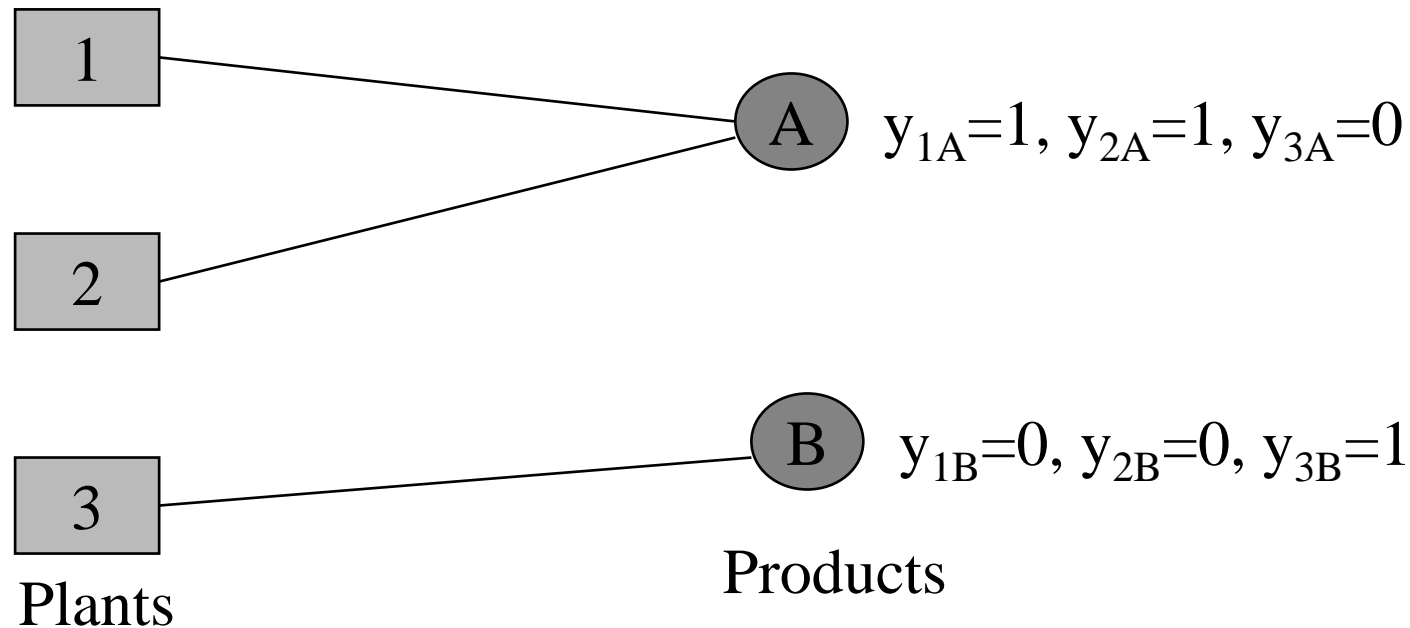 1
A y₁A=1, y₂A=1, y₃A=0
2
B y₁B=0, y₂B=0, y₃B=1
3
Products
Plants